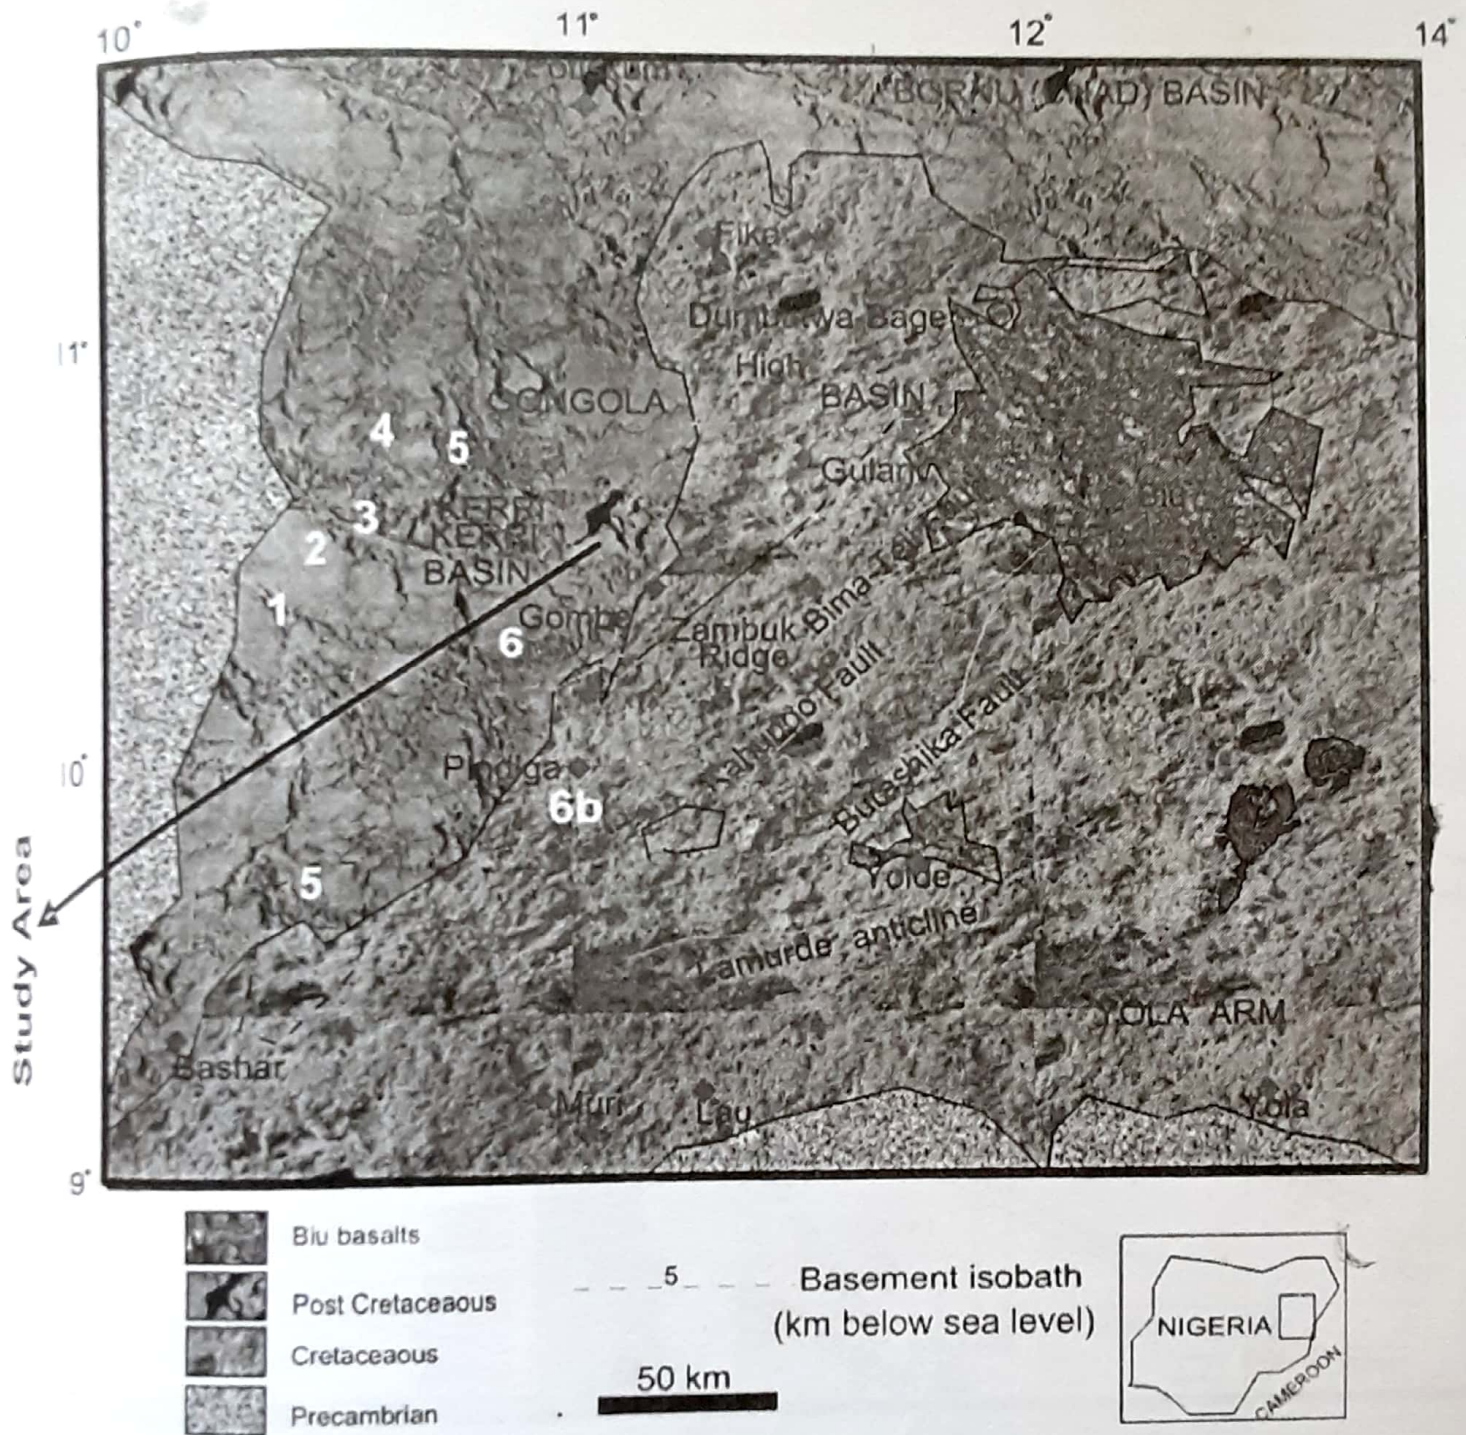 10°
11°
12°
14°
BORNU (CHAD) BASIN
Fika
11°
High
GONGOLA
BASIN
4
5
Gulani
3
KERRI
KERRI
2
BASIN
1
Gombe
6
Zambuk
Ridge
10°
Pindiga
6b
Butashika Fault
5
Yolde
Lamurde anticline
Study Area
YOLA ARM
Bashar
Muri
Lau
Yola
9°
Biu basalts
Post Cretaceaous
Cretaceaous
Precambrian
5
Basement isobath
(km below sea level)
50 km
NIGERIA
CAMEROON